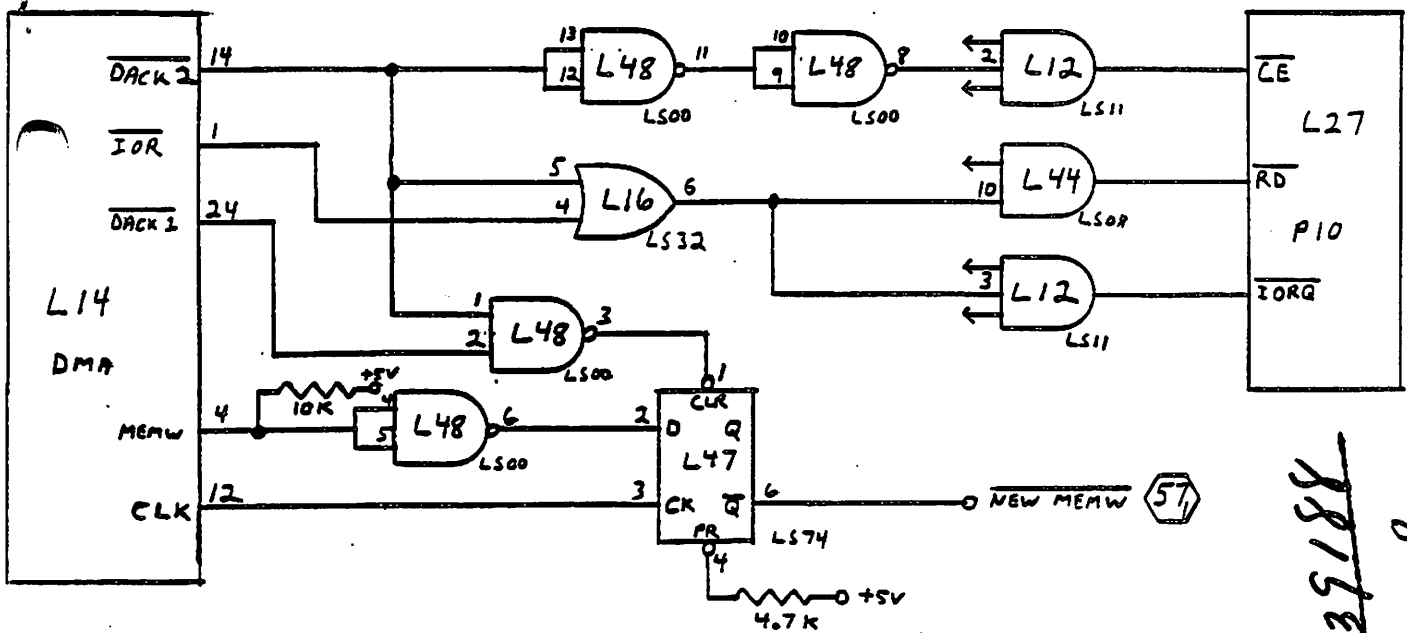 DACK 2
14
13
12
L48
11
LS00
10
9
L48
8
LS00
2
L12
LS11
CE
L27
IOR
1
5
4
L16
6
LS32
10
L44
LS08
RD
DACK 1
24
3
L12
LS11
P10
IORQ
L14
DMA
1
2
L48
3
LS00
+5V
10K
MEMW
4
4
5
L48
6
LS00
1
CLR
2
D
Q
L47
CLK
12
3
CK
Q
6
PR
4
LS74
NEW MEMW
57
4.7K
+5V
39188